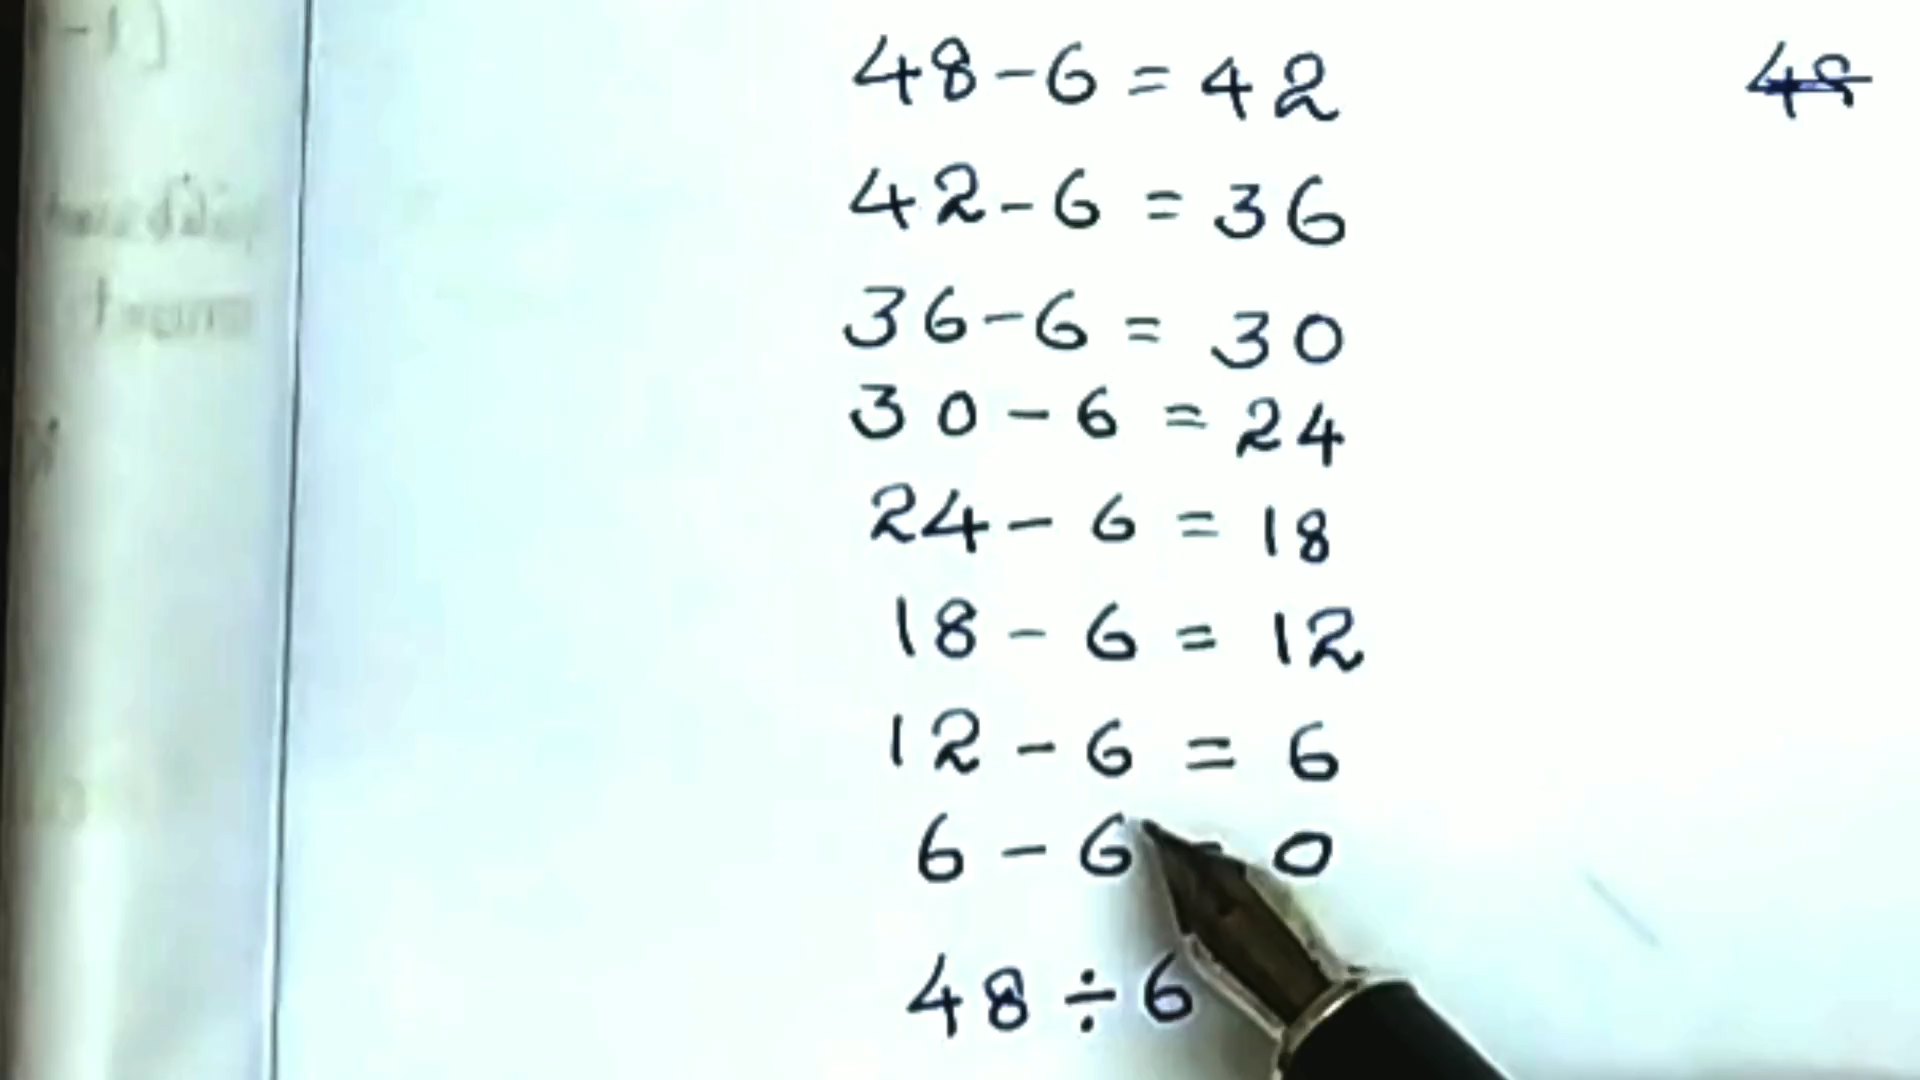 48-6 = 42
42-6 = 36
36-6 = 30
30-6 = 24
24-6 = 18
18-6 = 12
12-6 = 6
6-6 = 0
48÷6